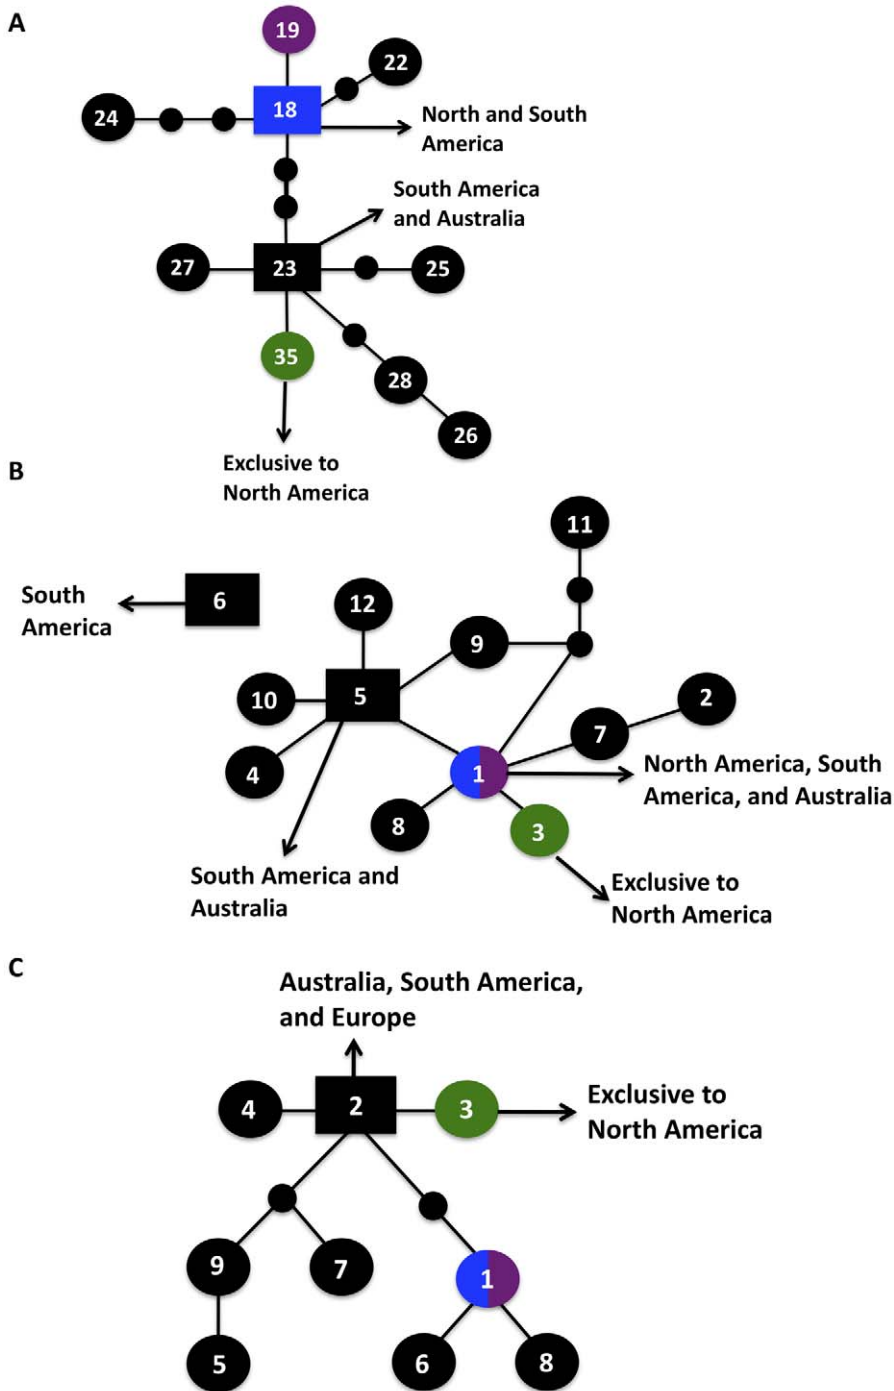 A
19
22
24
18
North and South
America
South America
and Australia
27
23
25
35
28
26
Exclusive to
North America
B
11
South
America
6
12
9
10
5
2
7
4
1
North America, South
America, and Australia
8
3
South America and
Australia
Exclusive to
North America
C
Australia, South America,
and Europe
4
2
3
Exclusive to
North America
9
7
1
5
6
8